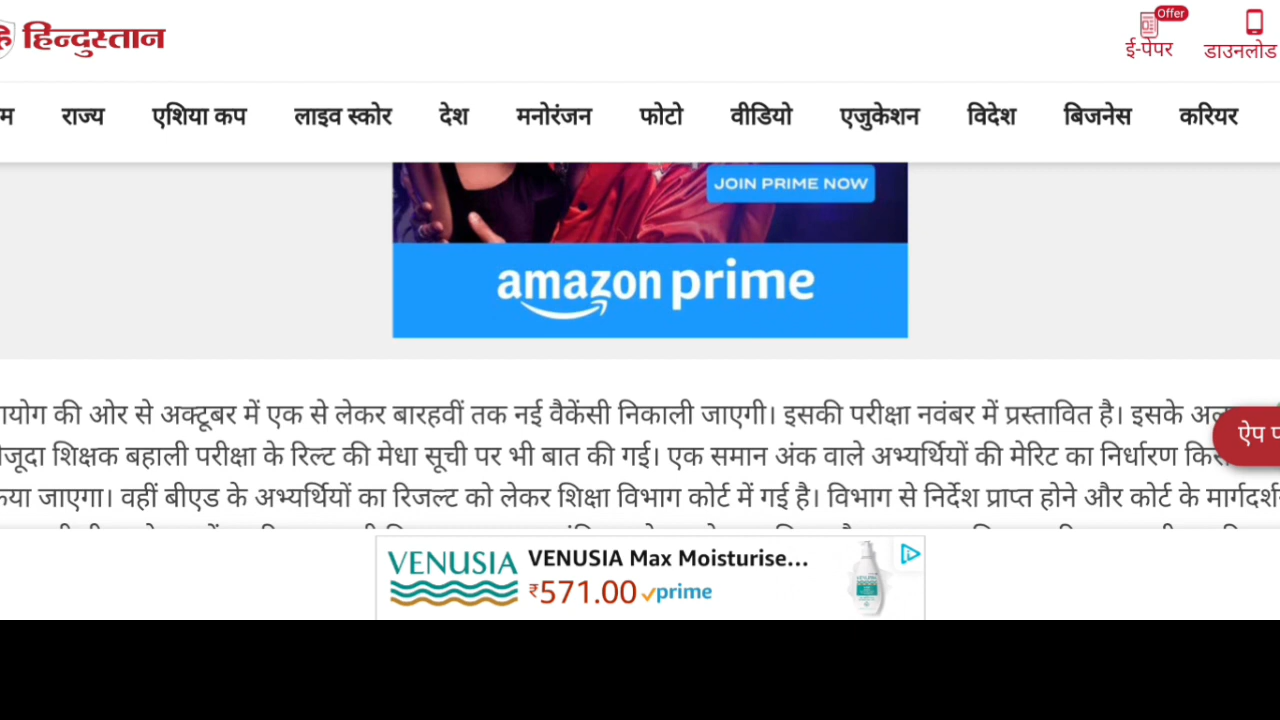 हिन्दुस्तान
Offer
ई-पेपर
डाउनलोड
राज्य एशिया कप लाइव स्कोर देश मनोरंजन फोटो वीडियो एजुकेशन विदेश बिजनेस करियर
JOIN PRIME NOW
amazon prime
की ओर से अक्टूबर में एक से लेकर बारहवीं तक नई वैकेंसी निकाली जाएगी। इसकी परीक्षा नवंबर में प्रस्तावित है। इसके
ऐप
शिक्षक बहाली परीक्षा के रिल्ट की मेधा सूची पर भी बात की गई। एक समान अंक वाले अभ्यर्थियों की मेरिट का निर्धारण
जाएगा। वहीं बीएड के अभ्यर्थियों का रिजल्ट को लेकर शिक्षा विभाग कोर्ट में गई है। विभाग से निर्देश प्राप्त होने और कोर्ट के
VENUSIA
VENUSIA Max Moisturise...
₹571.00 prime